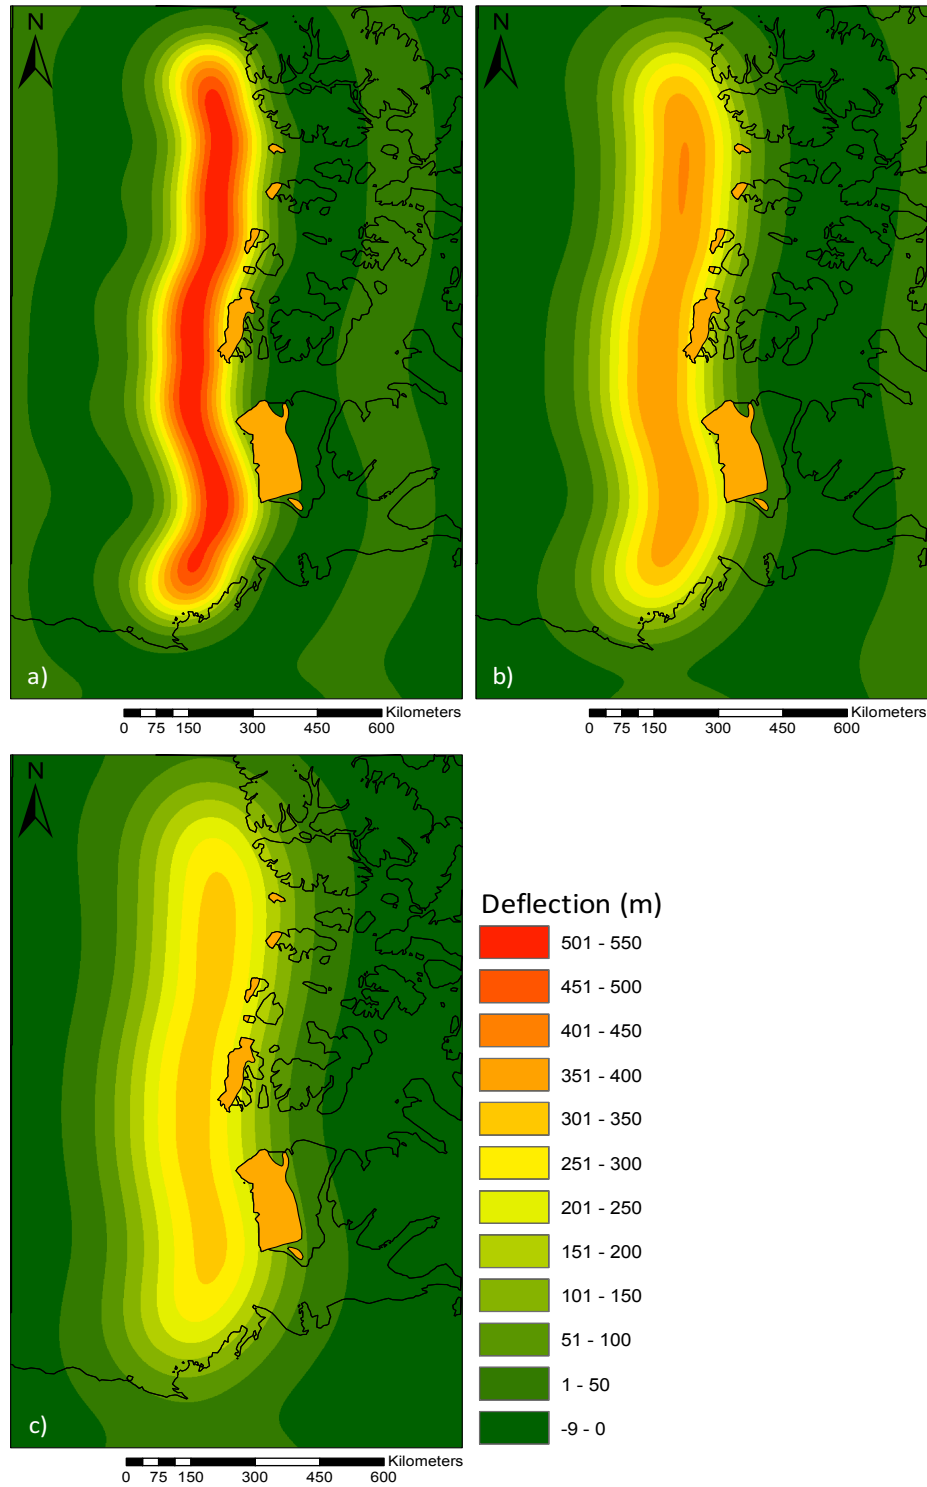 N
a)
0 75 150 300 450 600
Kilometers
N
b)
0 75 150 300 450 600
Kilometers
N
c)
0 75 150 300 450 600
Kilometers
Deflection (m)
501 - 550
451 - 500
401 - 450
351 - 400
301 - 350
251 - 300
201 - 250
151 - 200
101 - 150
51 - 100
1 - 50
-9 - 0